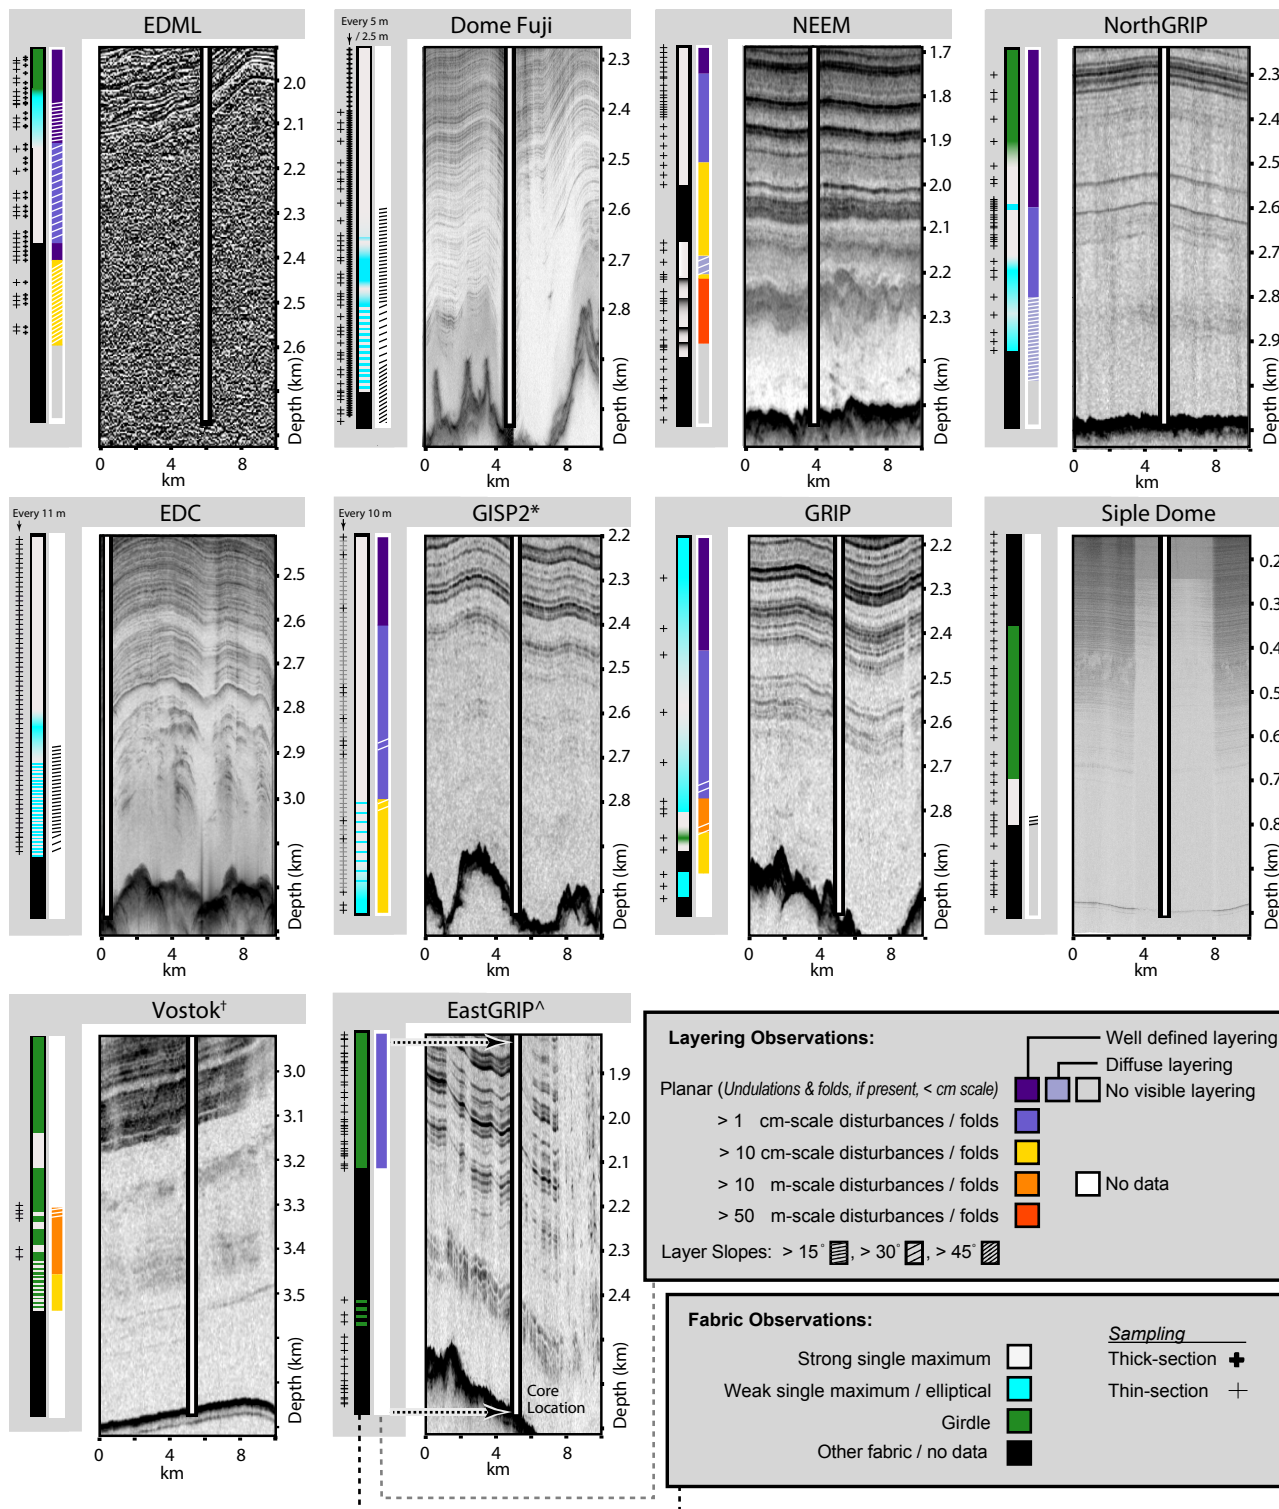 EDML
2.0
2.1
2.2
2.3
2.4
2.5
2.6
Depth (km)
0 4 8
km
Every 5 m
/ 2.5 m
Dome Fuji
2.3
2.4
2.5
2.6
2.7
2.8
Depth (km)
0 4 8
km
NEEM
1.7
1.8
1.9
2.0
2.1
2.2
2.3
Depth (km)
0 4 8
km
NorthGRIP
2.3
2.4
2.5
2.6
2.7
2.8
2.9
Depth (km)
0 4 8
km
Every 11 m
EDC
2.5
2.6
2.7
2.8
2.9
3.0
Depth (km)
0 4 8
km
Every 10 m
GISP2*
2.2
2.3
2.4
2.5
2.6
2.7
2.8
Depth (km)
0 4 8
km
GRIP
2.2
2.3
2.4
2.5
2.6
2.7
2.8
Depth (km)
0 4 8
km
Siple Dome
0.2
0.3
0.4
0.5
0.6
0.7
0.8
0.9
Depth (km)
0 4 8
km
Vostok†
3.0
3.1
3.2
3.3
3.4
3.5
Depth (km)
0 4 8
km
EastGRIP^
1.9
2.0
2.1
2.2
2.3
2.4
Depth (km)
Core
Location
0 4 8
km
Layering Observations:
Well defined layering
Diffuse layering
Planar (Undulations & folds, if present, < cm scale)
No visible layering
> 1 cm-scale disturbances / folds
> 10 cm-scale disturbances / folds
> 10 m-scale disturbances / folds
No data
> 50 m-scale disturbances / folds
Layer Slopes: > 15° , > 30° , > 45°
Fabric Observations:
Sampling
Strong single maximum
Thick-section
Weak single maximum / elliptical
Thin-section
Girdle
Other fabric / no data